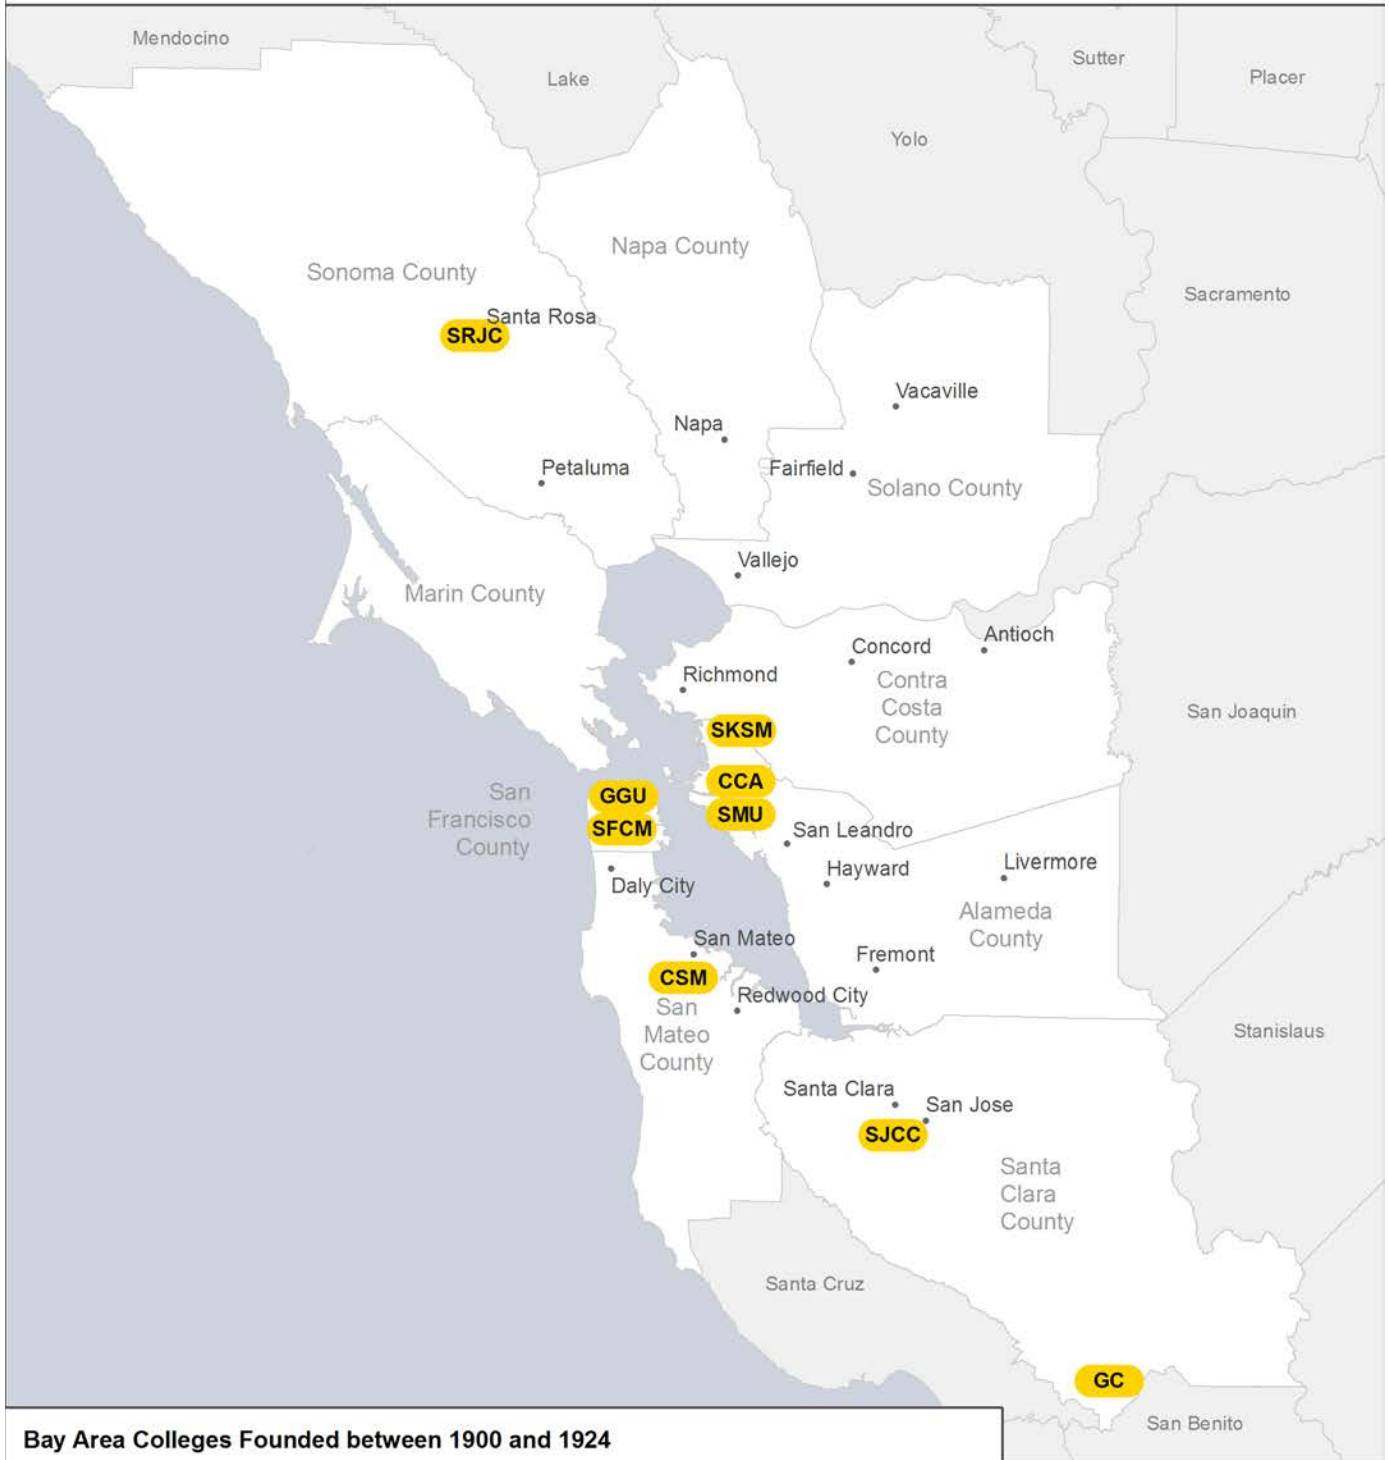 Mendocino
Lake
Sutter
Placer
Yolo
Napa County
Sonoma County
Sacramento
Santa Rosa
SRJC
Vacaville
Napa
Petaluma
Fairfield
Solano County
Vallejo
Marin County
Antioch
Concord
Richmond
Contra
Costa
County
San Joaquin
SKSM
CCA
San
Francisco
County
GGU
SMU
SFCM
San Leandro
Livermore
Hayward
Daly City
Alameda
County
San Mateo
Fremont
CSM
Redwood City
San
Mateo
County
Stanislaus
Santa Clara
San Jose
SJCC
Santa
Clara
County
Santa Cruz
GC
San Benito
Bay Area Colleges Founded between 1900 and 1924